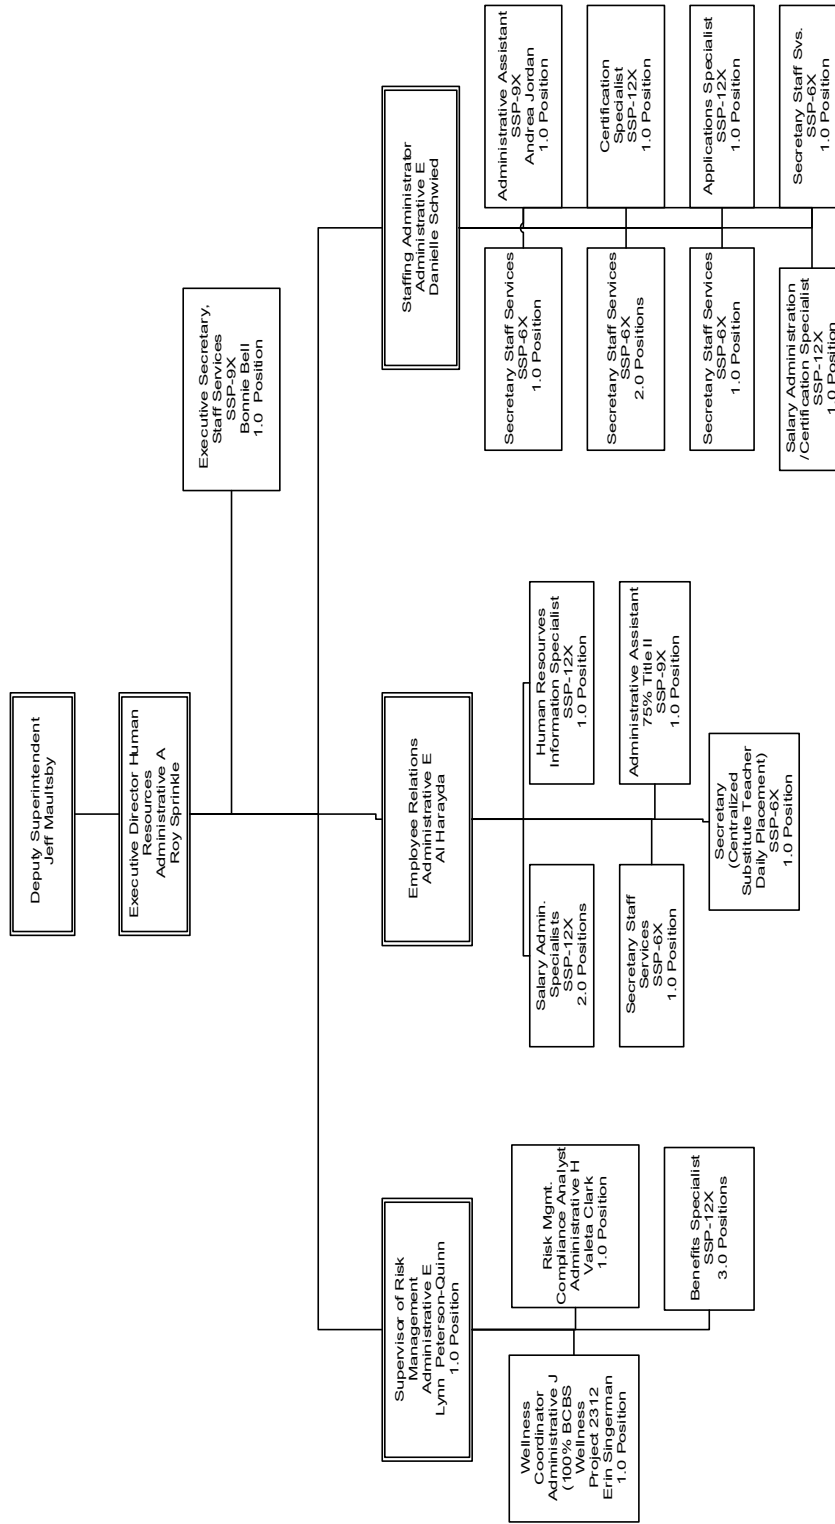 Deputy Superintendent
Jeff Maultsby
Executive Director Human
Resources
Administrative A
Roy Sprinkle
Executive Secretary,
Staff Services
SSP-9X
Bonnie Bell
1.0 Position
Supervisor of Risk
Management
Administrative E
Lynn Peterson-Quinn
1.0 Position
Employee Relations
Administrative E
Al Harayda
Staffing Administrator
Administrative E
Danielle Schwied
Wellness
Coordinator
Administrative J
(100% BCBS
Wellness
Project 2312
Erin Singerman
1.0 Position
Risk Mgmt.
Compliance Analyst
Administrative H
Valeta Clark
1.0 Position
Benefits Specialist
SSP-12X
3.0 Positions
Salary Admin.
Specialists
SSP-12X
2.0 Positions
Human Resourves
Information Specialist
SSP-12X
1.0 Position
Secretary Staff
Services
SSP-6X
1.0 Position
Administrative Assistant
75% Title II
SSP-9X
1.0 Position
Secretary
(Centralized
Substitute Teacher
Daily Placement)
SSP-6X
1.0 Position
Secretary Staff Services
SSP-6X
1.0 Position
Administrative Assistant
SSP-9X
Andrea Jordan
1.0 Position
Secretary Staff Services
SSP-6X
2.0 Positions
Certification
Specialist
SSP-12X
1.0 Position
Secretary Staff Services
SSP-6X
1.0 Position
Applications Specialist
SSP-12X
1.0 Position
Salary Administration
/Certification Specialist
SSP-12X
1.0 Position
Secretary Staff Svs.
SSP-6X
1.0 Position